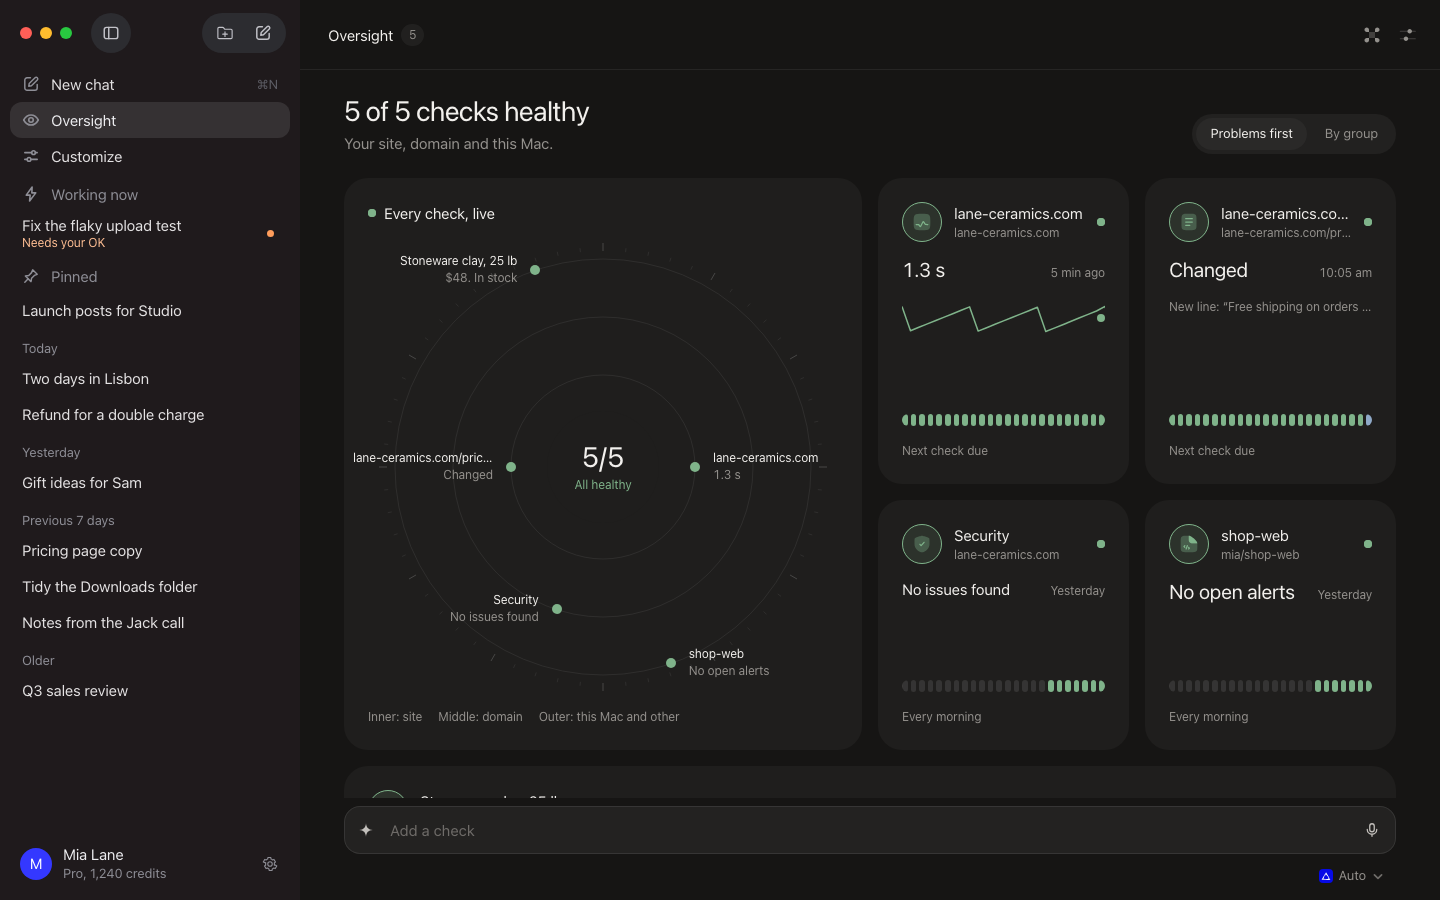 New chat
⌘N
Oversight
Customize
Working now
Fix the flaky upload test
Needs your OK
Pinned
Launch posts for Studio
Today
Two days in Lisbon
Refund for a double charge
Yesterday
Gift ideas for Sam
Previous 7 days
Pricing page copy
Tidy the Downloads folder
Notes from the Jack call
Older
Q3 sales review
M
Mia Lane
Pro, 1,240 credits
Oversight 5
5 of 5 checks healthy
Your site, domain and this Mac.
Problems first
By group
Every check, live
Stoneware clay, 25 lb
$48. In stock
lane-ceramics.com/pric...
Changed
5/5
All healthy
lane-ceramics.com
1.3 s
Security
No issues found
shop-web
No open alerts
Inner: site
Middle: domain
Outer: this Mac and other
lane-ceramics.com
lane-ceramics.com
1.3 s
5 min ago
Next check due
lane-ceramics.co...
lane-ceramics.com/pr...
Changed
10:05 am
New line: “Free shipping on orders ...
Next check due
Security
lane-ceramics.com
No issues found
Yesterday
Every morning
shop-web
mia/shop-web
No open alerts
Yesterday
Every morning
Add a check
Auto